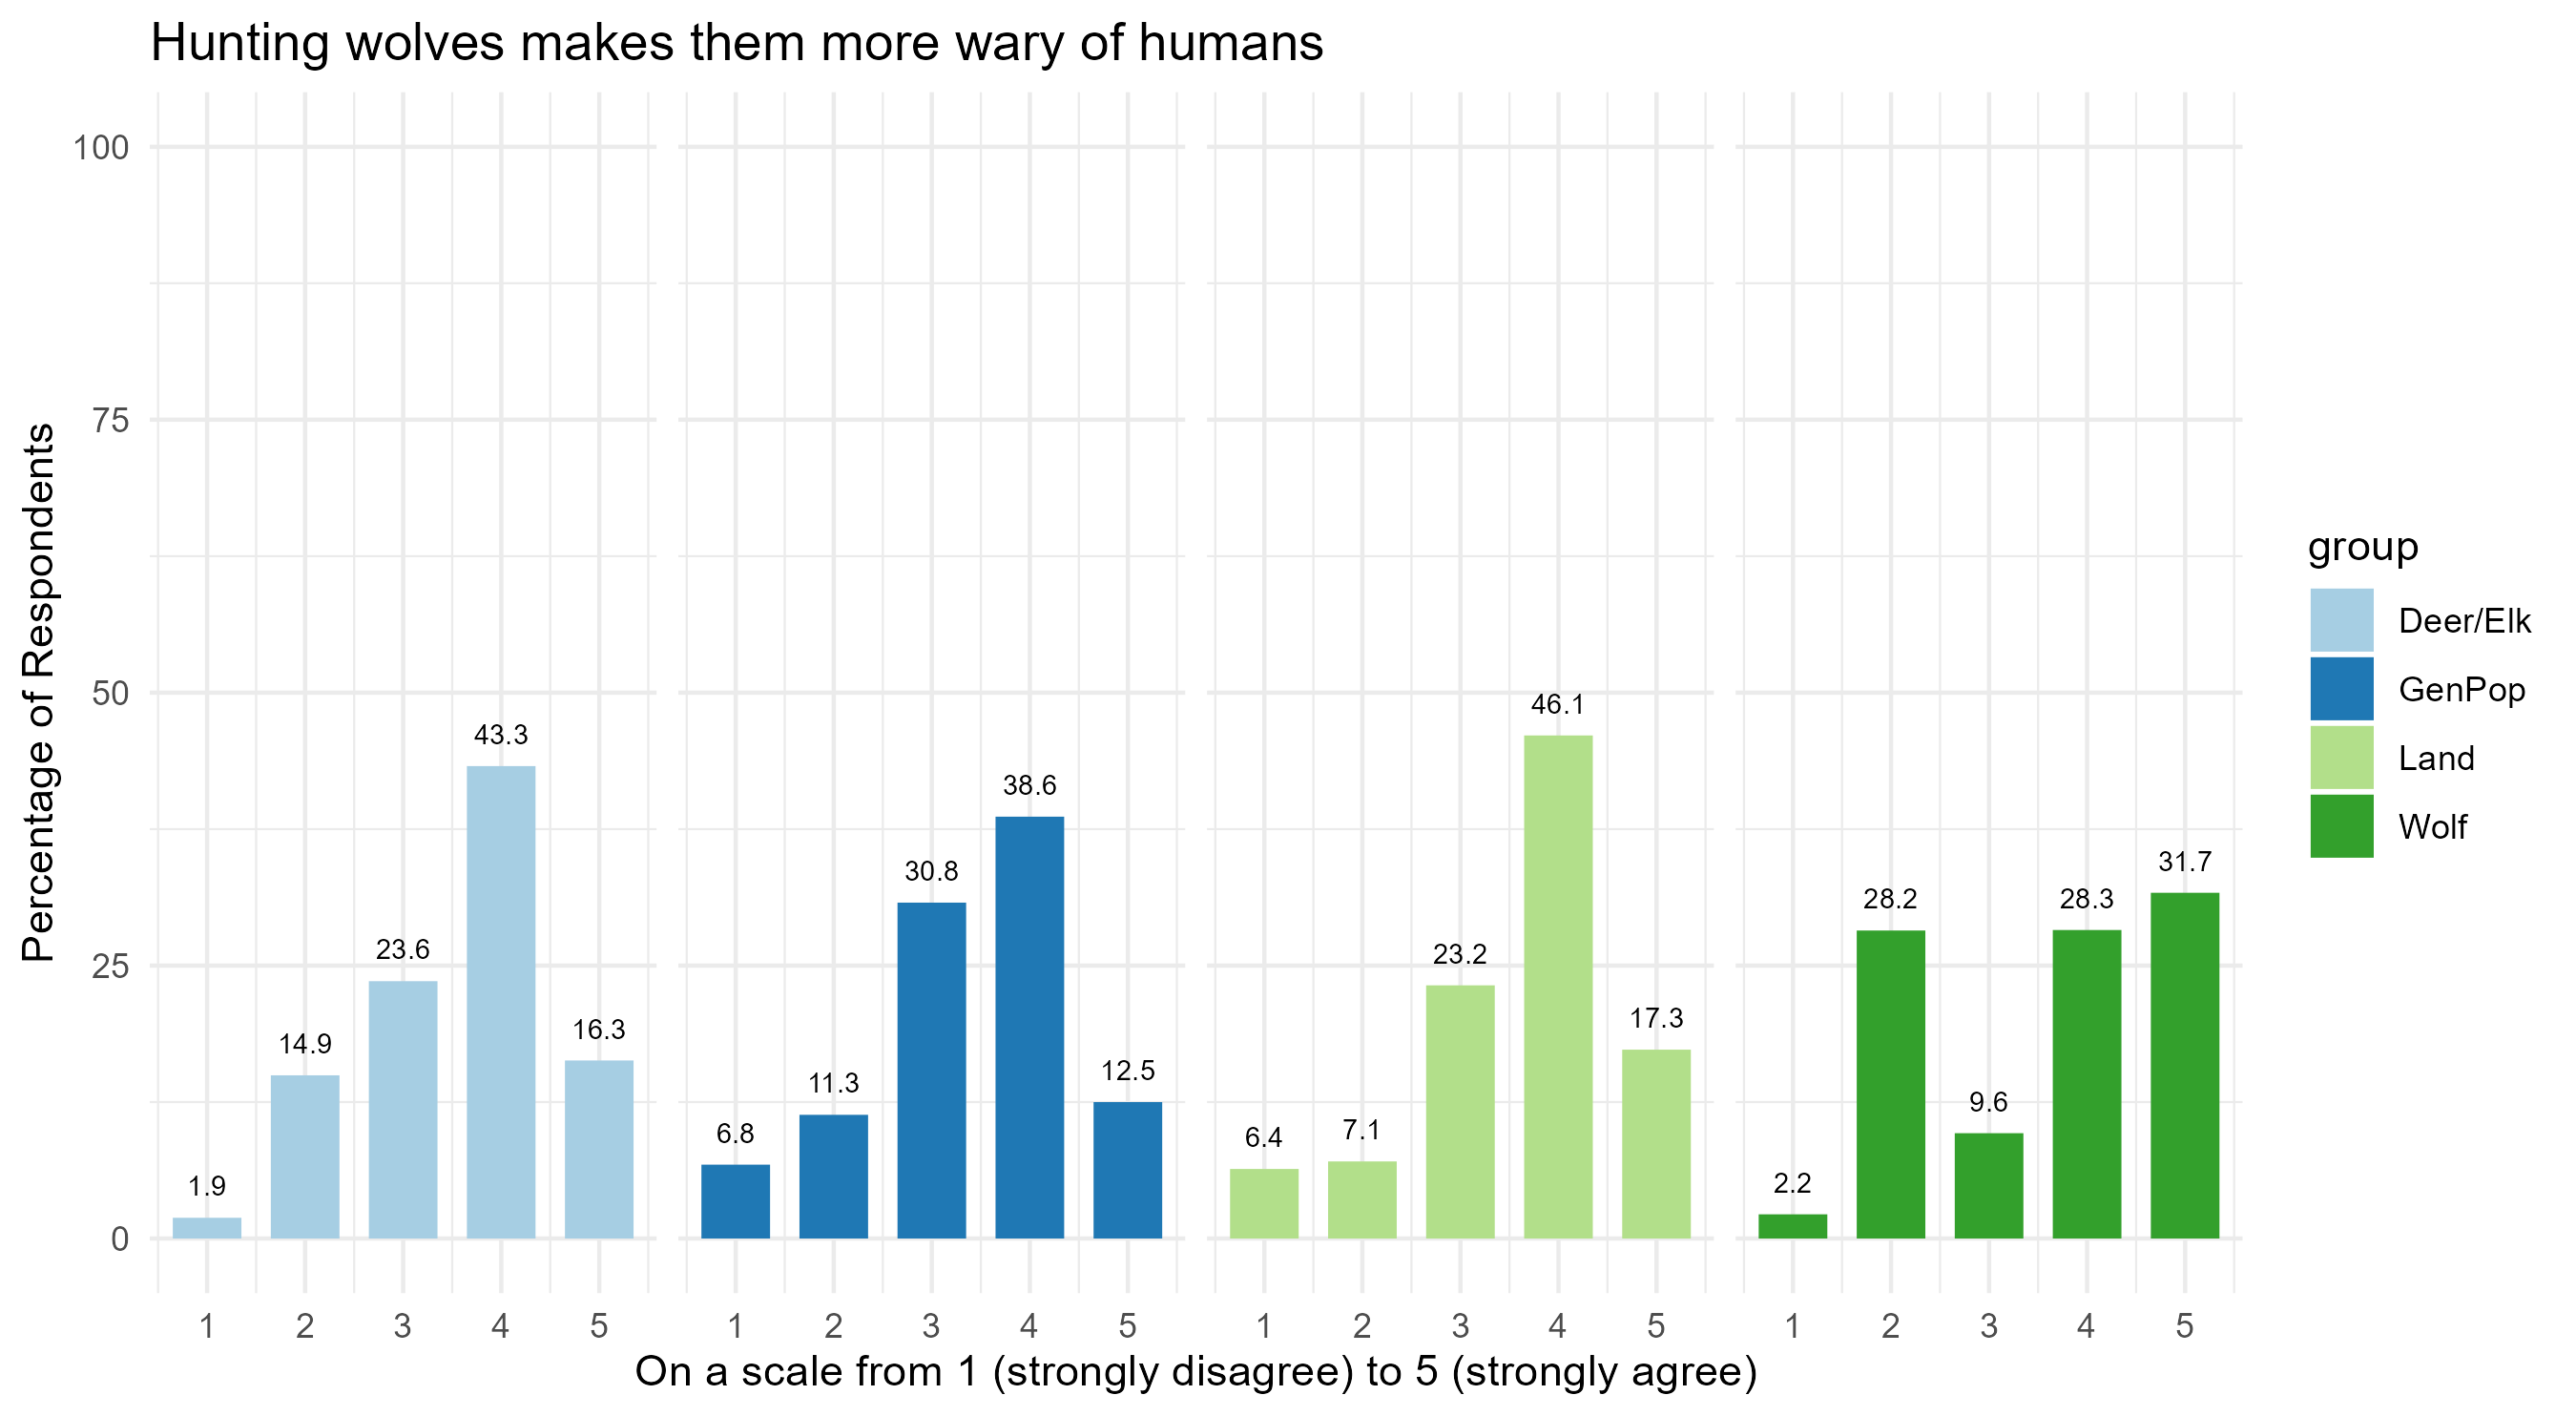 Hunting wolves makes them more wary of humans
Percentage of Respondents
100
75
50
25
0
1.9
14.9
23.6
43.3
16.3
6.8
11.3
30.8
38.6
12.5
6.4
7.1
23.2
46.1
17.3
2.2
28.2
9.6
28.3
31.7
1 2 3 4 5
1 2 3 4 5
1 2 3 4 5
1 2 3 4 5
On a scale from 1 (strongly disagree) to 5 (strongly agree)
group
Deer/Elk
GenPop
Land
Wolf